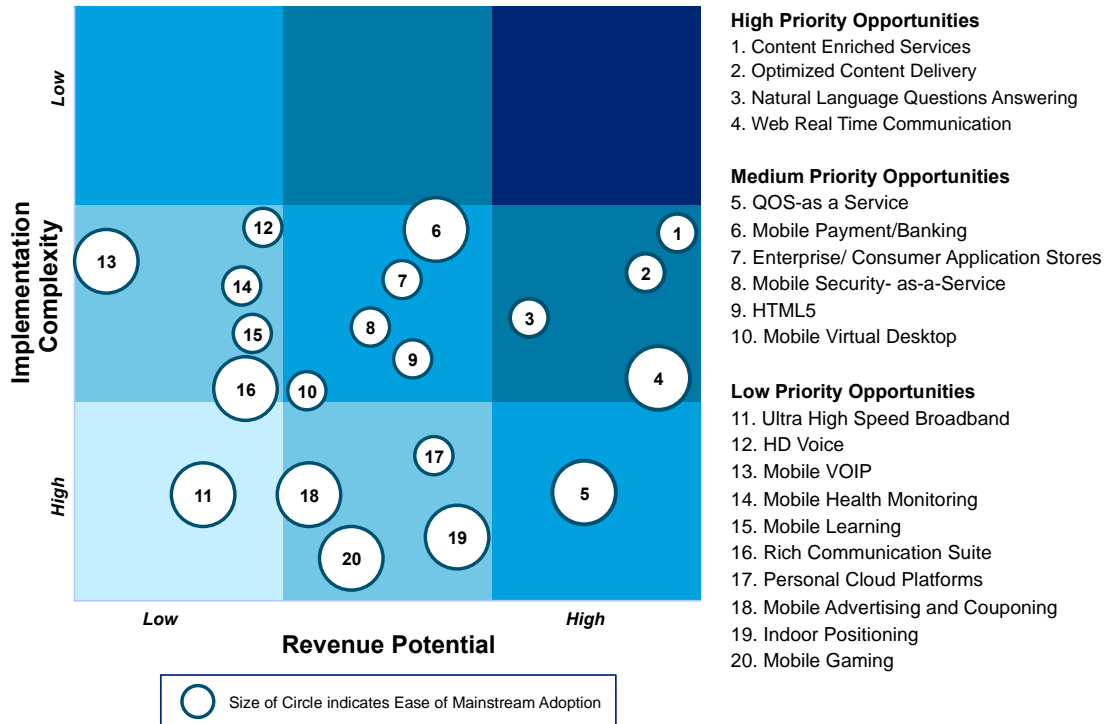 Low
Implementation
Complexity
High
13
12
14
15
16
11
6
7
8
9
10
17
18
19
20
1
2
3
4
5
Low
High
Revenue Potential
Size of Circle indicates Ease of Mainstream Adoption
High Priority Opportunities
1. Content Enriched Services
2. Optimized Content Delivery
3. Natural Language Questions Answering
4. Web Real Time Communication
Medium Priority Opportunities
5. QOS-as a Service
6. Mobile Payment/Banking
7. Enterprise/ Consumer Application Stores
8. Mobile Security- as-a-Service
9. HTML5
10. Mobile Virtual Desktop
Low Priority Opportunities
11. Ultra High Speed Broadband
12. HD Voice
13. Mobile VOIP
14. Mobile Health Monitoring
15. Mobile Learning
16. Rich Communication Suite
17. Personal Cloud Platforms
18. Mobile Advertising and Couponing
19. Indoor Positioning
20. Mobile Gaming